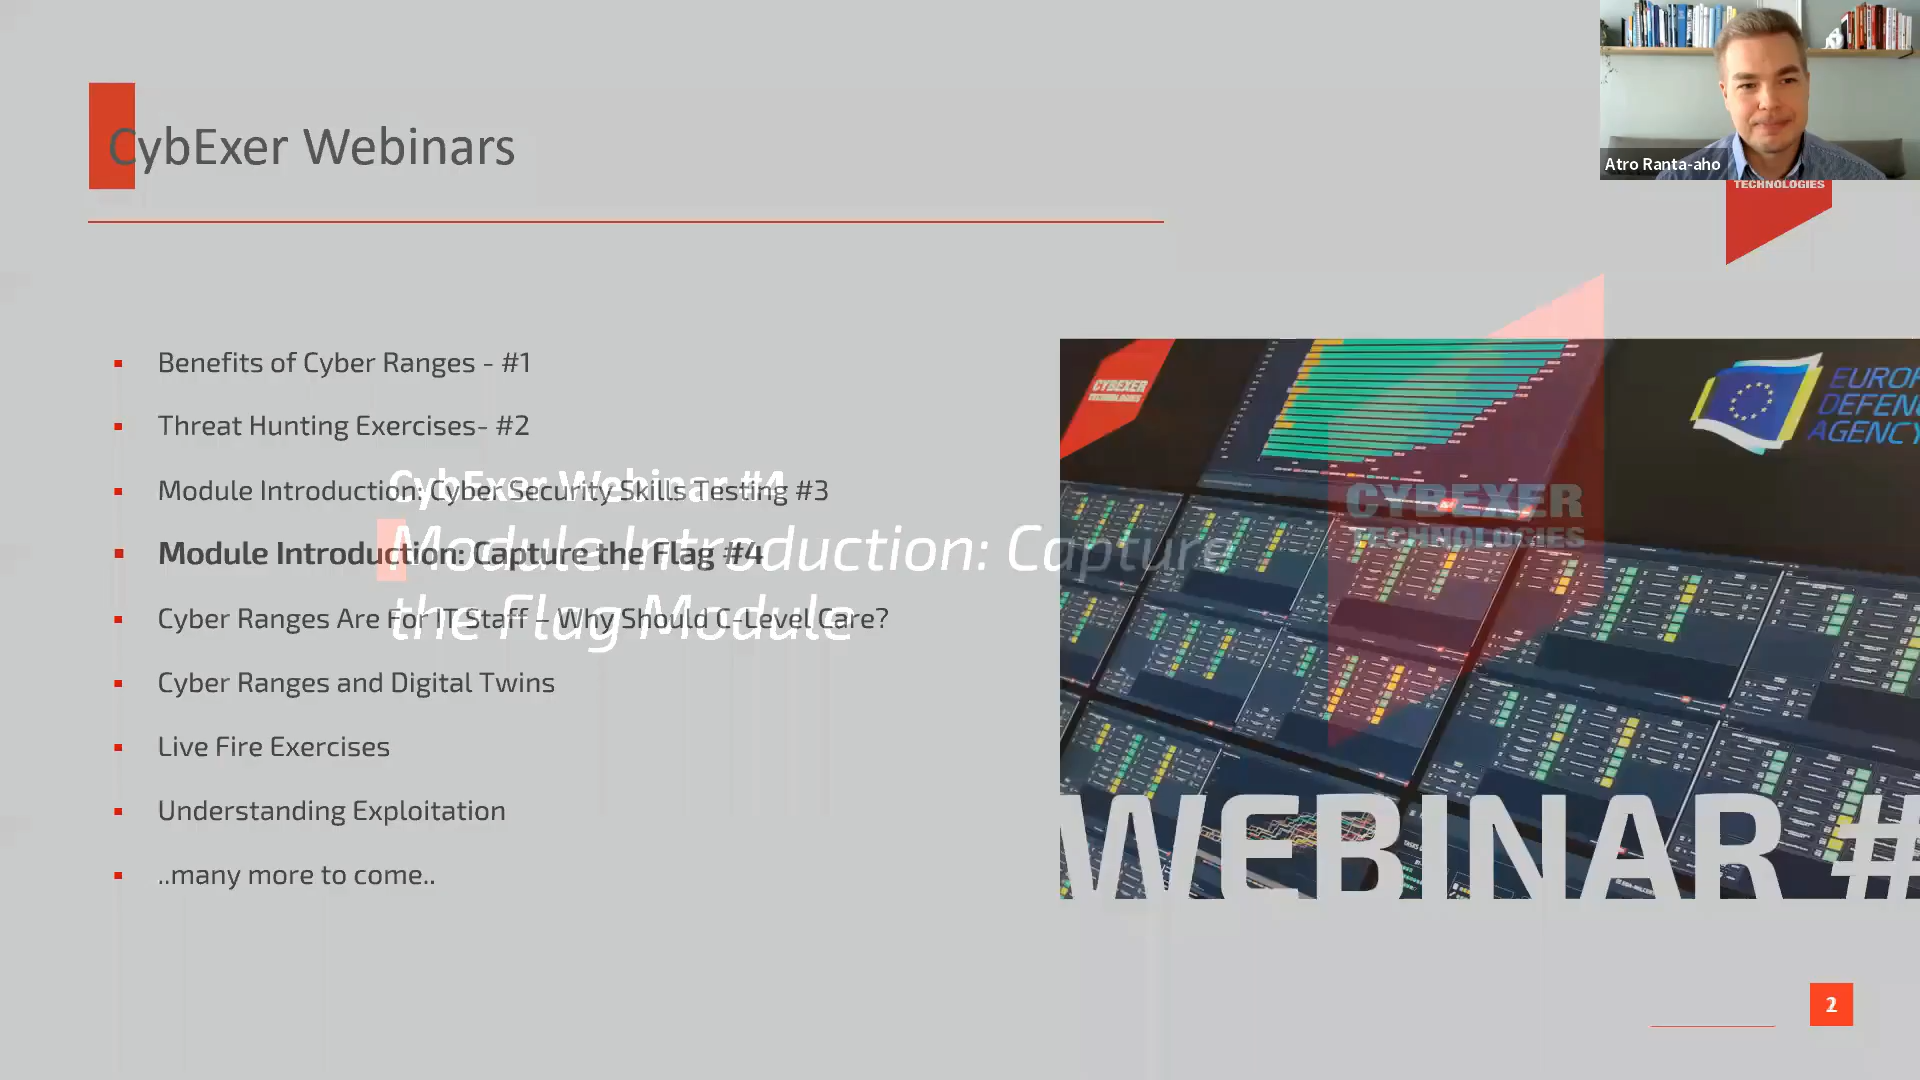 CybExer Webinars
Atro Ranta-aho
TECHNOLOGIES
Benefits of Cyber Ranges - #1
Threat Hunting Exercises- #2
Module Introduction: Cyber Security Skills Testing #3
Module Introduction: Capture the Flag #4
Cyber Ranges Are For IT Staff – Why Should C-Level Care?
Cyber Ranges and Digital Twins
Live Fire Exercises
Understanding Exploitation
..many more to come..
CybExer Webinar #4
Module Introduction: Capture
the Flag Module
CYBEXER
TECHNOLOGIES
EUROP
DEFEN
AGENCY
CYBEXER
TECHNOLOGIES
WEBINAR #
2